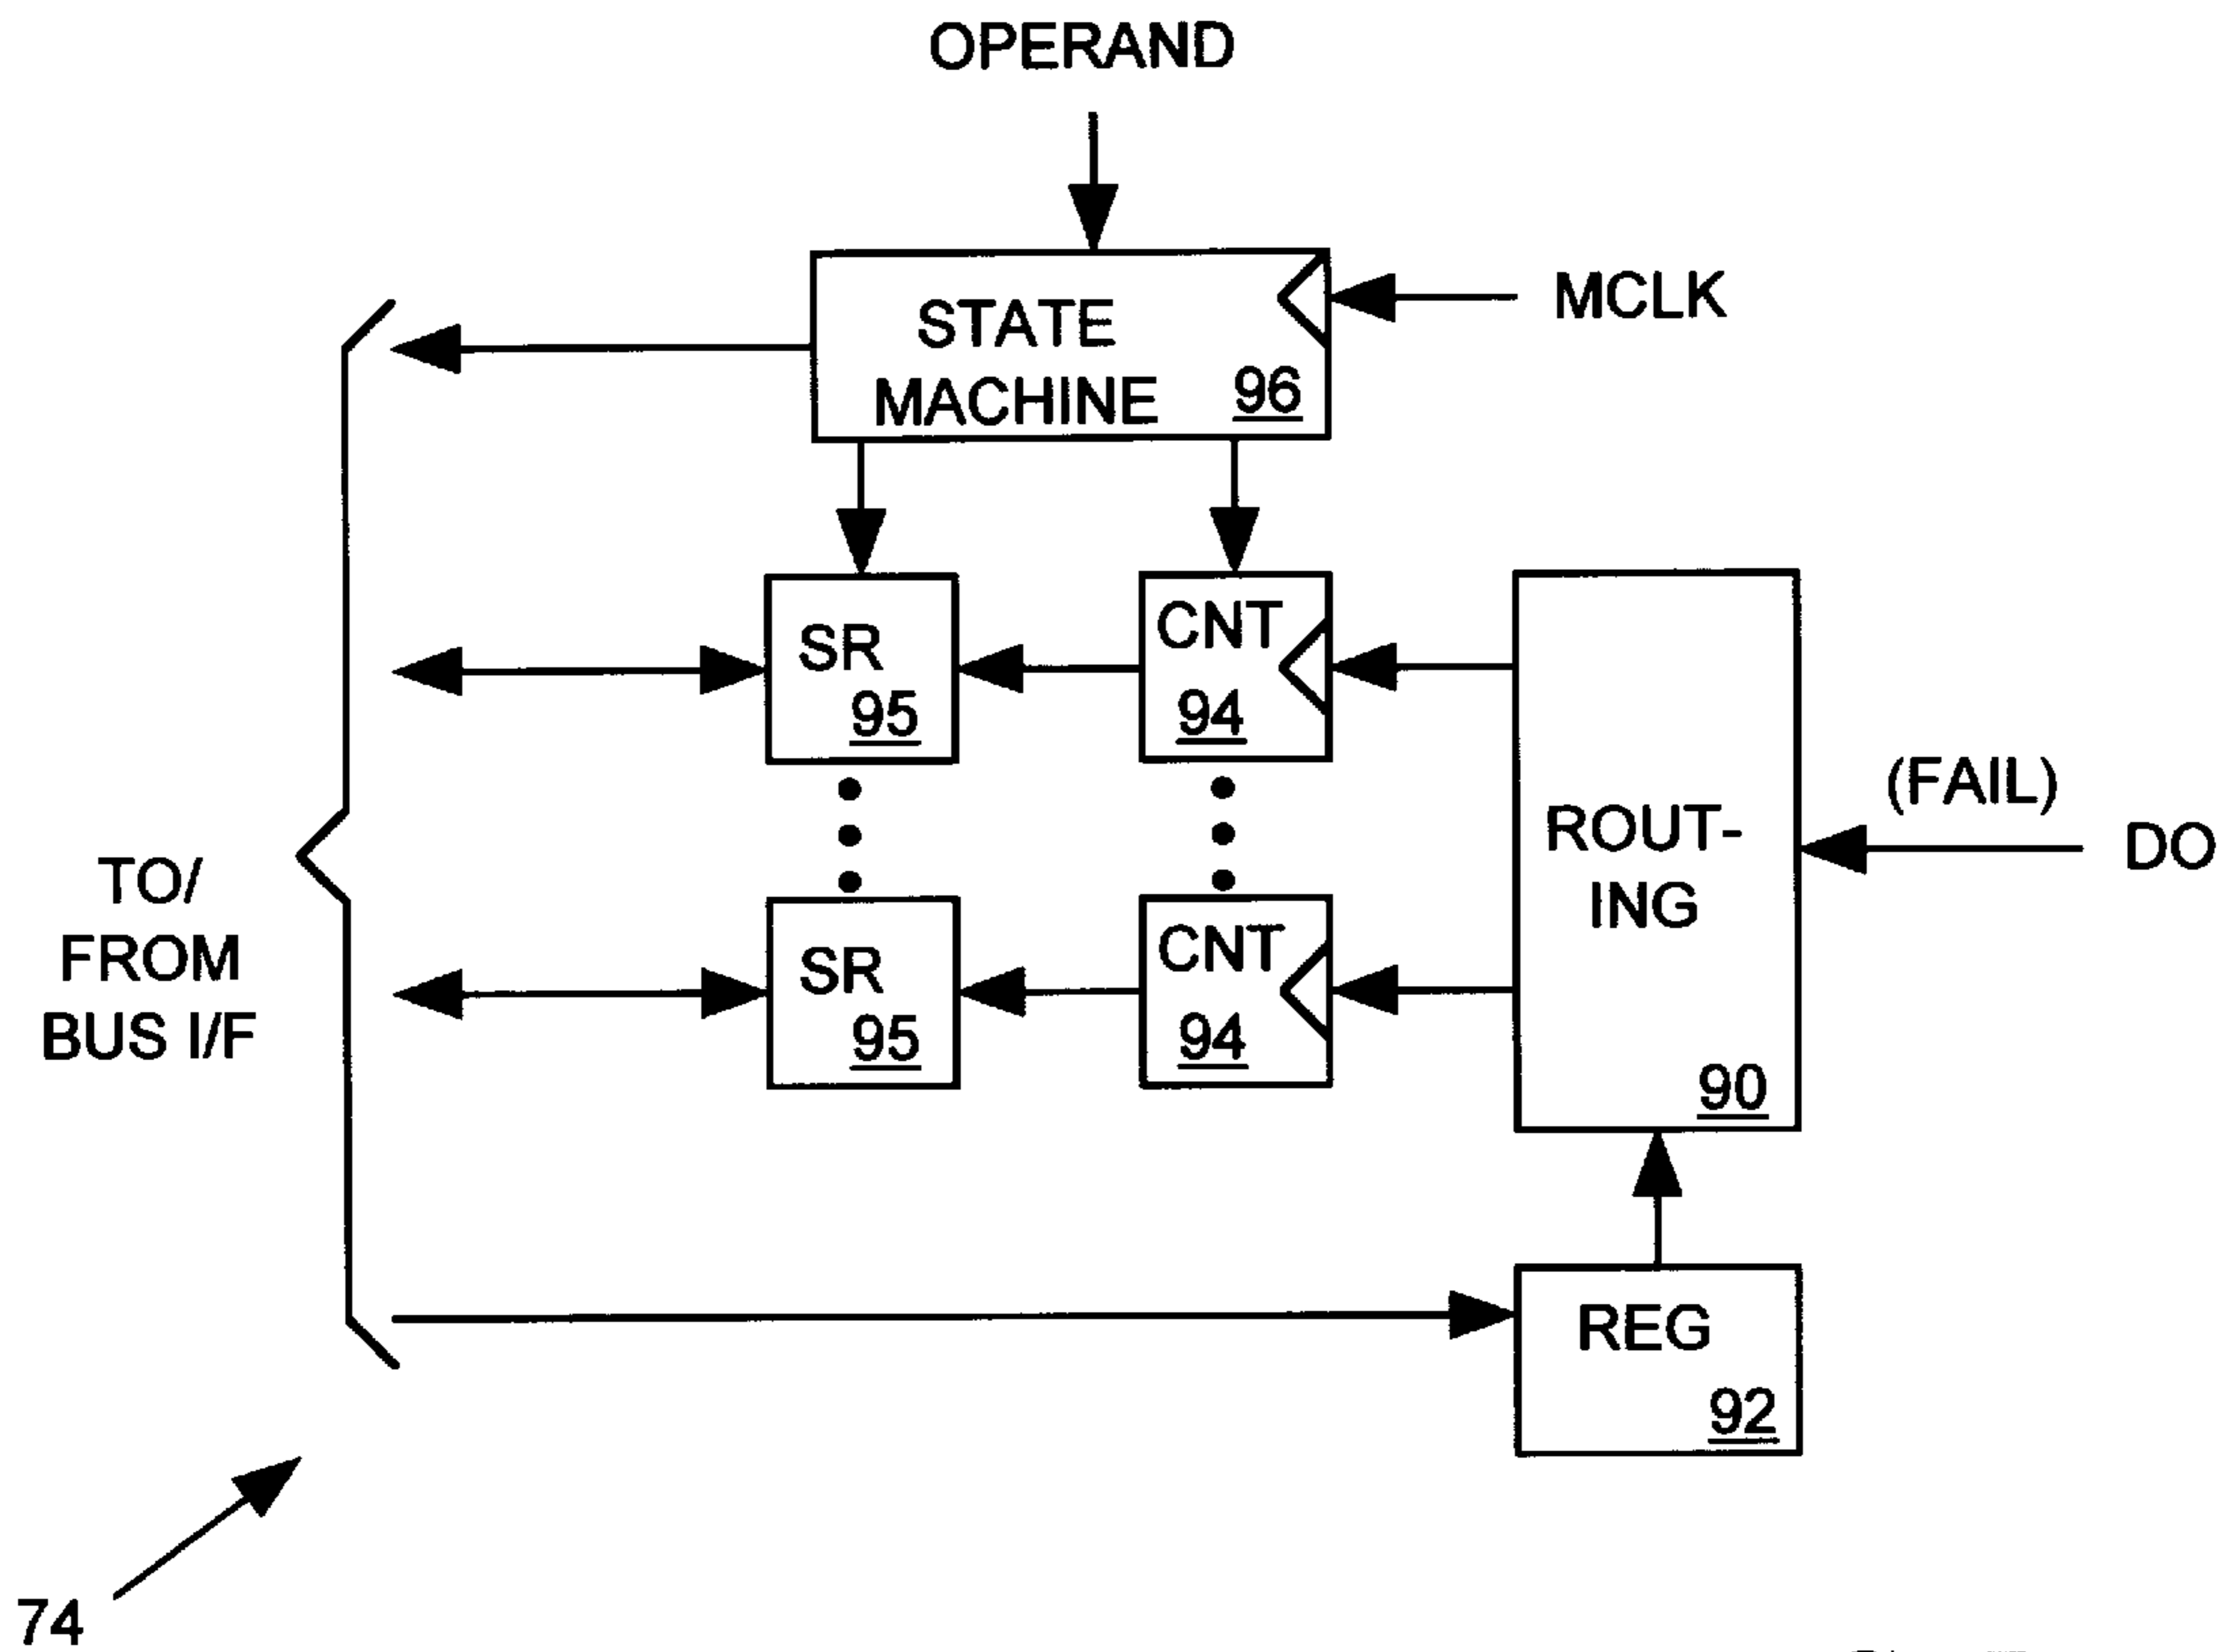 OPERAND
MCLK
STATE
MACHINE
96
SR
95
CNT
94
ROUT-
ING
90
(FAIL)
DO
SR
95
CNT
94
TO/
FROM
BUS I/F
REG
92
74